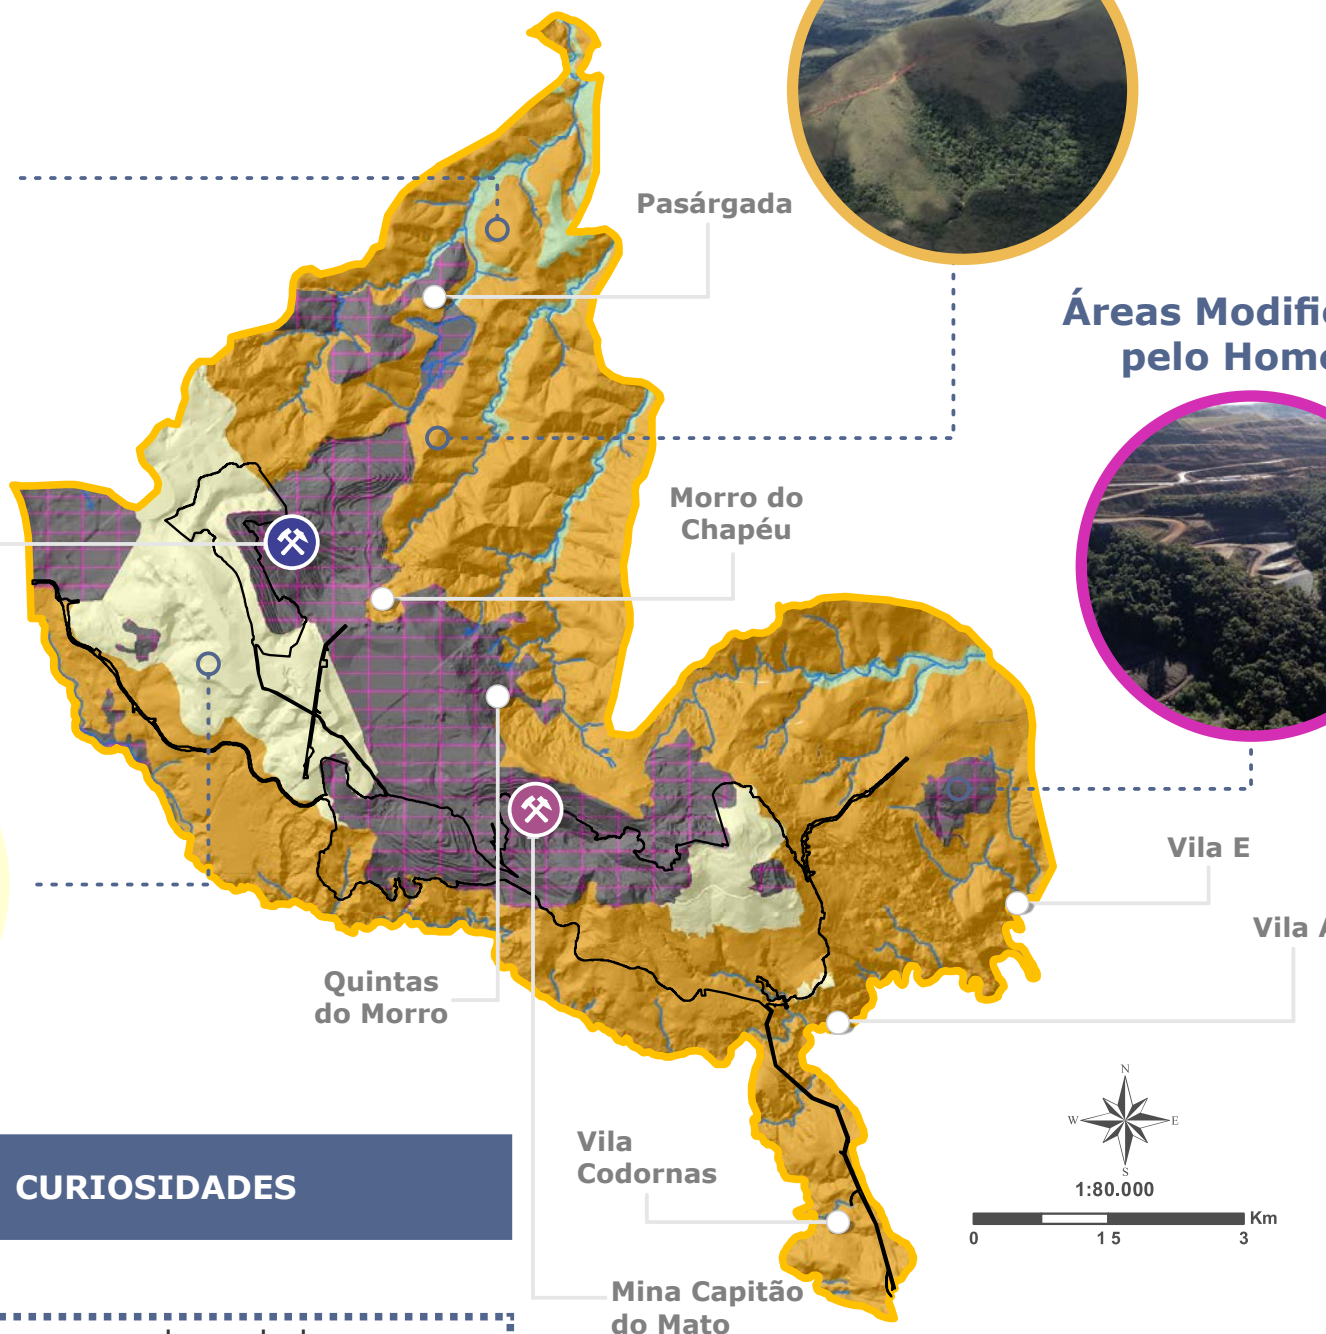 Pasárgada
Áreas Modifi
pelo Hom
Morro do
Chapéu
Vila E
Vila A
Quintas
do Morro
Vila
Codornas
Mina Capitão
do Mato
CURIOSIDADES
N
W E
S
1:80.000
Km
0 1 5 3